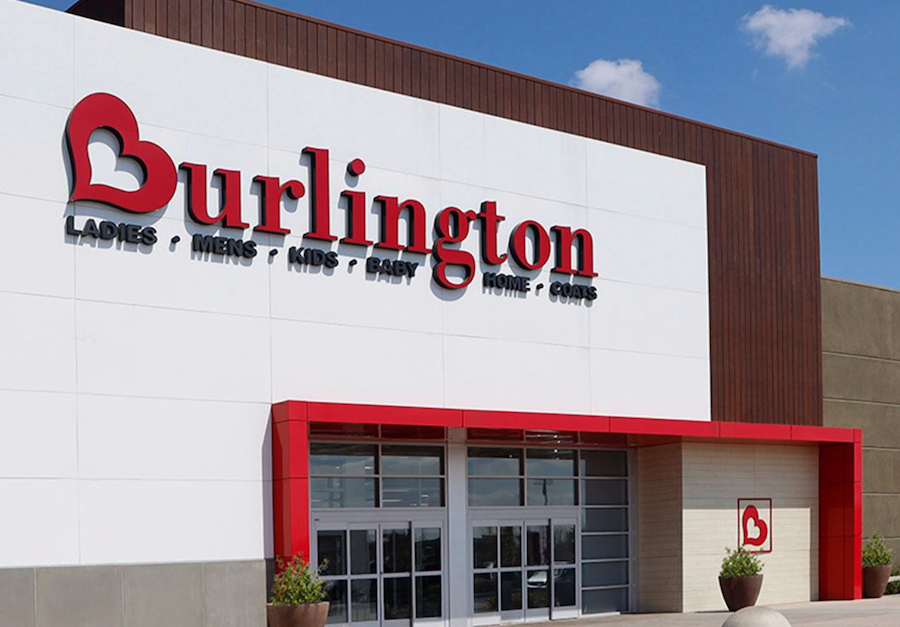 Burlington
LADIES • MENS • KIDS • BABY HOME • COATS